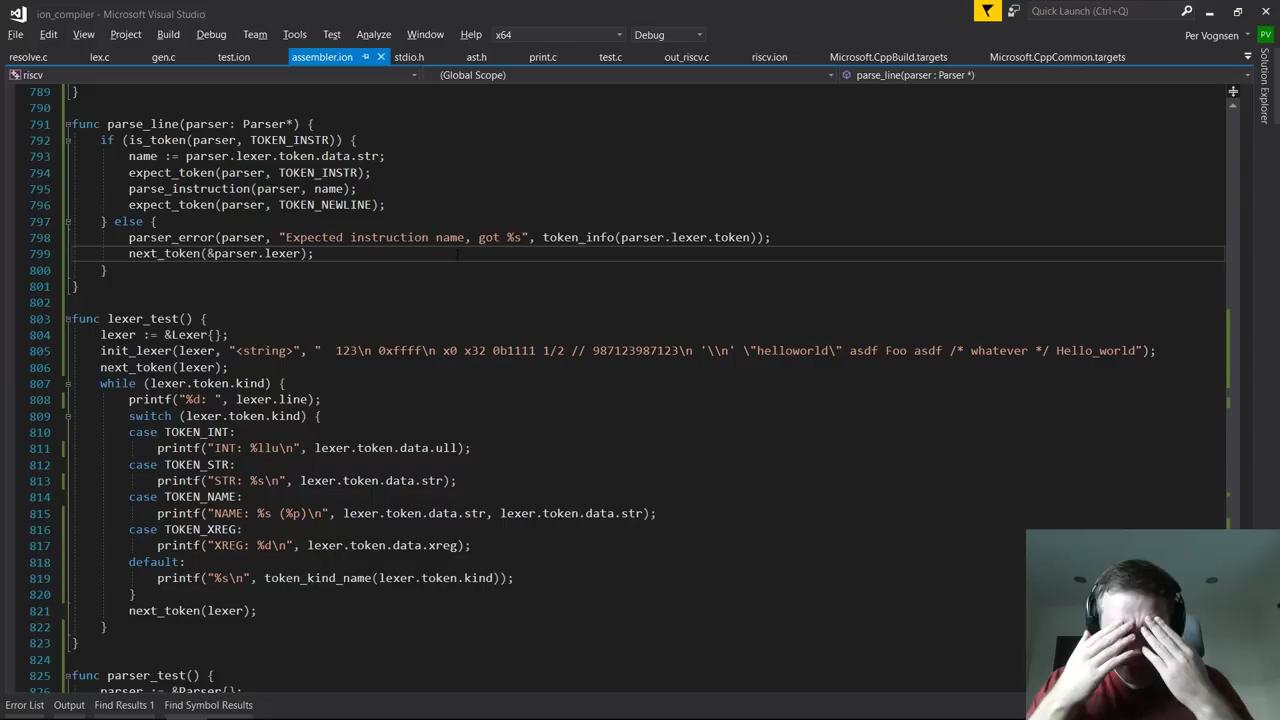 ion_compiler - Microsoft Visual Studio
Quick Launch (Ctrl+Q)
File Edit View Project Build Debug Team Tools Test Analyze Window Help x64 Debug Per Vognsen PV
resolve.c lex.c gen.c test.ion assembler.ion stdio.h ast.h print.c test.c out_riscv.c riscv.ion Microsoft.CppBuild.targets Microsoft.CppCommon.targets
riscv (Global Scope) parse_line(parser : Parser *)
Solution Explorer
789 }
790
791 func parse_line(parser: Parser*) {
792 if (is_token(parser, TOKEN_INSTR)) {
793 name := parser.lexer.token.data.str;
794 expect_token(parser, TOKEN_INSTR);
795 parse_instruction(parser, name);
796 expect_token(parser, TOKEN_NEWLINE);
797 } else {
798 parser_error(parser, "Expected instruction name, got %s", token_info(parser.lexer.token));
799 next_token(&parser.lexer);
800 }
801 }
802
803 func lexer_test() {
804 lexer := &Lexer{};
805 init_lexer(lexer, "<string>", "  123\n 0xffff\n x0 x32 0b1111 1/2 // 987123987123\n '\\n' \"helloworld\" asdf Foo asdf /* whatever */ Hello_world");
806 next_token(lexer);
807 while (lexer.token.kind) {
808 printf("%d: ", lexer.line);
809 switch (lexer.token.kind) {
810 case TOKEN_INT:
811 printf("INT: %llu\n", lexer.token.data.ull);
812 case TOKEN_STR:
813 printf("STR: %s\n", lexer.token.data.str);
814 case TOKEN_NAME:
815 printf("NAME: %s (%p)\n", lexer.token.data.str, lexer.token.data.str);
816 case TOKEN_XREG:
817 printf("XREG: %d\n", lexer.token.data.xreg);
818 default:
819 printf("%s\n", token_kind_name(lexer.token.kind));
820 }
821 next_token(lexer);
822 }
823 }
824
825 func parser_test() {
826 parser := &Parser{};
Error List Output Find Results 1 Find Symbol Results